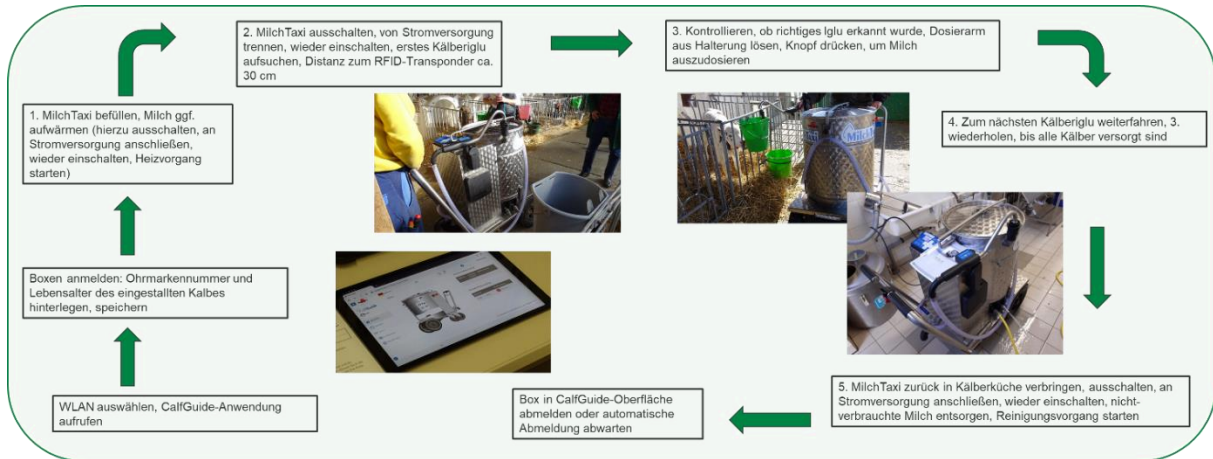 WLAN auswählen, CalfGuide-Anwendung
aufrufen
Boxen anmelden: Ohrmarkennummer und
Lebensalter des eingestallten Kalbes
hinterlegen, speichern
1. MilchTaxi befüllen, Milch ggf.
aufwärmen (hierzu ausschalten, an
Stromversorgung anschließen,
wieder einschalten, Heizvorgang
starten)
2. MilchTaxi ausschalten, von Stromversorgung
trennen, wieder einschalten, erstes Kälberiglu
aufsuchen, Distanz zum RFID-Transponder ca.
30 cm
3. Kontrollieren, ob richtiges Iglu erkannt wurde, Dosierarm
aus Halterung lösen, Knopf drücken, um Milch
auszudosieren
4. Zum nächsten Kälberiglu weiterfahren, 3.
wiederholen, bis alle Kälber versorgt sind
5. MilchTaxi zurück in Kälberküche verbringen, ausschalten, an
Stromversorgung anschließen, wieder einschalten, nicht-
verbrauchte Milch entsorgen, Reinigungsvorgang starten
Box in CalfGuide-Oberfläche
abmelden oder automatische
Abmeldung abwarten
MilchTaxi